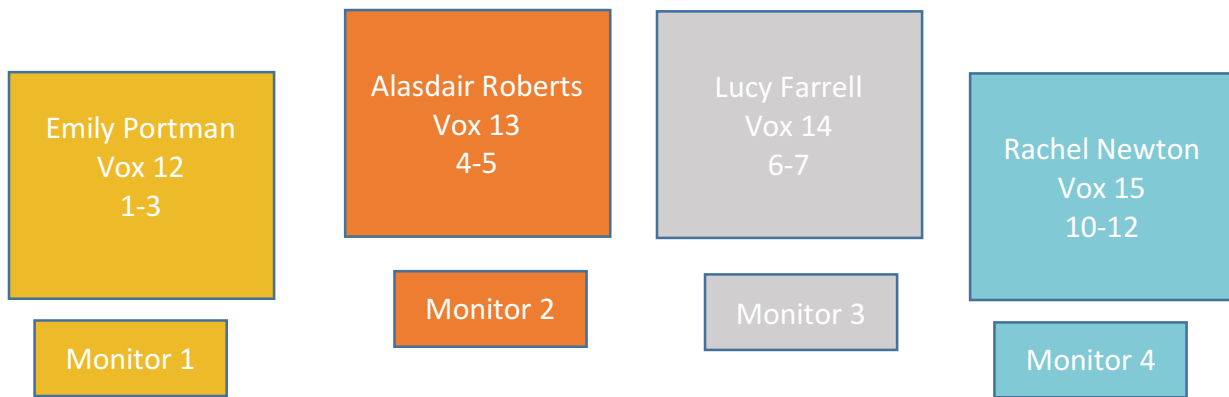 Emily Portman
Vox 12
1-3
Alasdair Roberts
Vox 13
4-5
Lucy Farrell
Vox 14
6-7
Rachel Newton
Vox 15
10-12
Monitor 1
Monitor 2
Monitor 3
Monitor 4